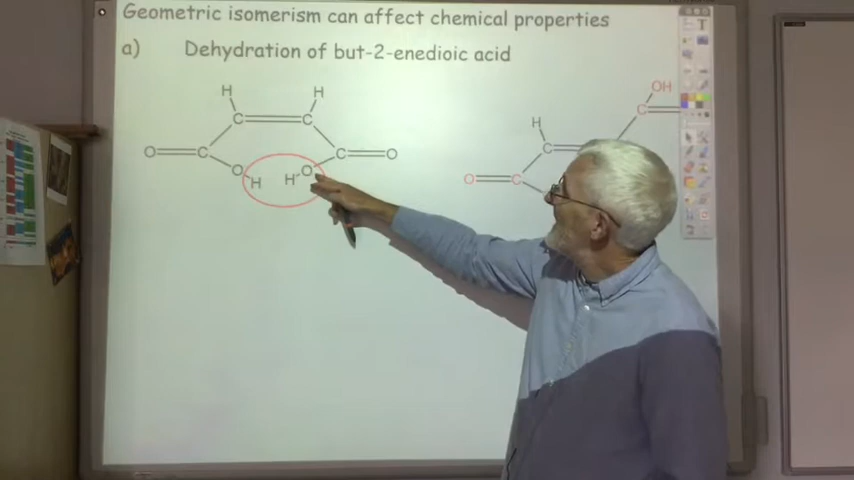 Geometric isomerism can affect chemical properties
a) Dehydration of but-2-enedioic acid
H H OH
C C C
H
C
O C C O O C
O H H O